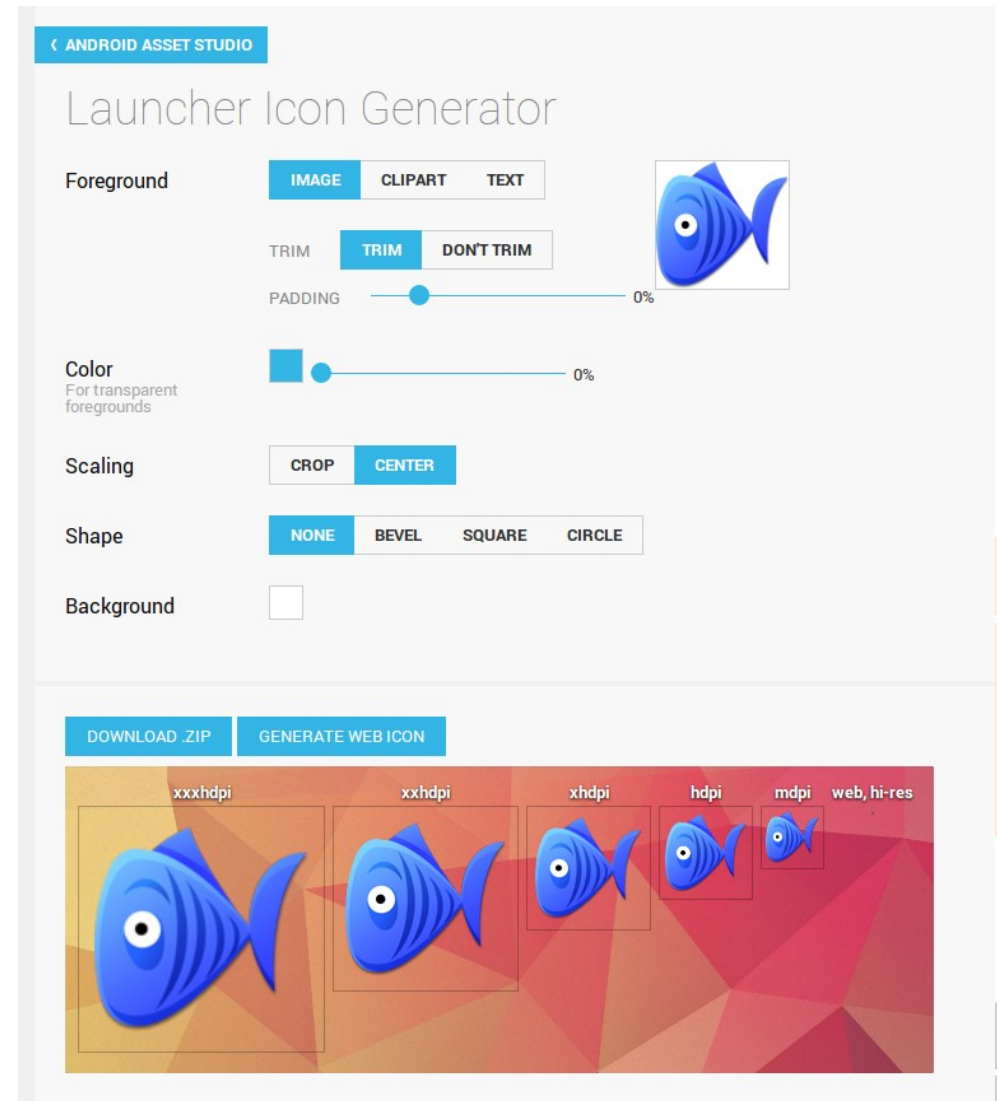 ‹ ANDROID ASSET STUDIO
Launcher Icon Generator
Foreground IMAGE CLIPART TEXT
TRIM TRIM DON'T TRIM
PADDING 0%
Color 0%
For transparent
foregrounds
Scaling CROP CENTER
Shape NONE BEVEL SQUARE CIRCLE
Background
DOWNLOAD .ZIP GENERATE WEB ICON
xxxhdpi xxhdpi xhdpi hdpi mdpi web, hi-res